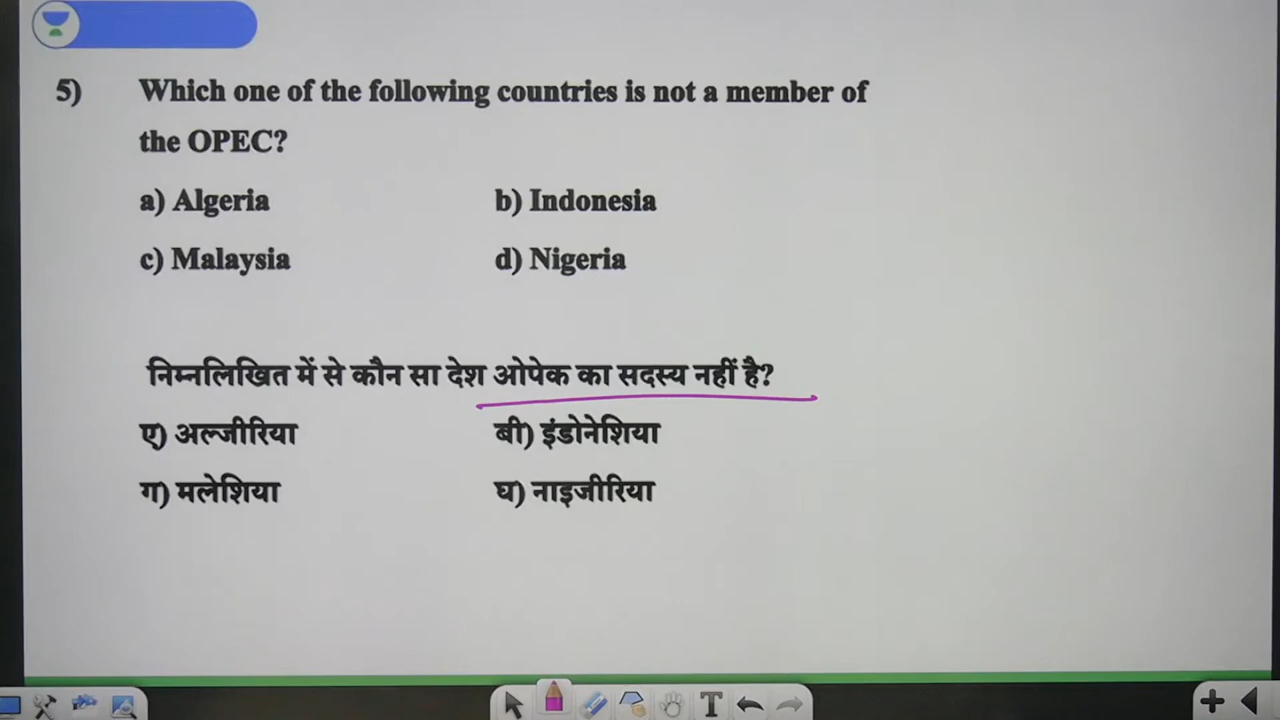 5) Which one of the following countries is not a member of
the OPEC?
a) Algeria b) Indonesia
c) Malaysia d) Nigeria
निम्नलिखित में से कौन सा देश ओपेक का सदस्य नहीं है?
ए) अल्जीरिया बी) इंडोनेशिया
ग) मलेशिया घ) नाइजीरिया
T